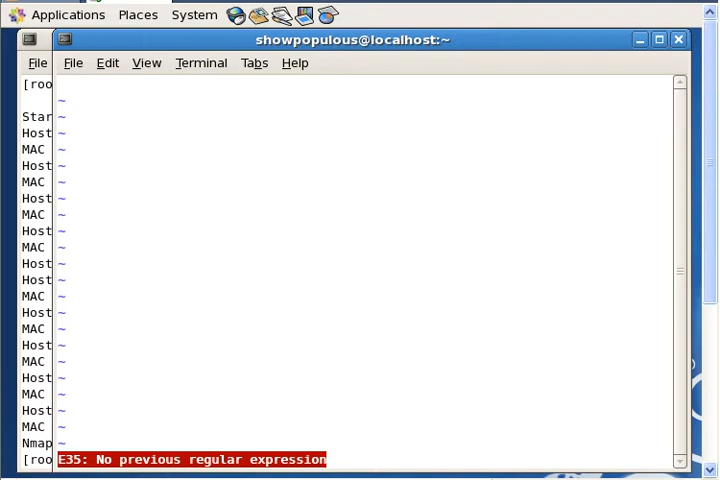 Applications Places System
showpopulous@localhost:~
File
File Edit View Terminal Tabs Help
[roo
~
Star ~
Host ~
MAC ~
Host ~
MAC ~
Host ~
MAC ~
Host ~
MAC ~
Host ~
Host ~
MAC ~
Host ~
MAC ~
Host ~
MAC ~
Host ~
MAC ~
Host ~
MAC ~
Nmap ~
[roo E35: No previous regular expression